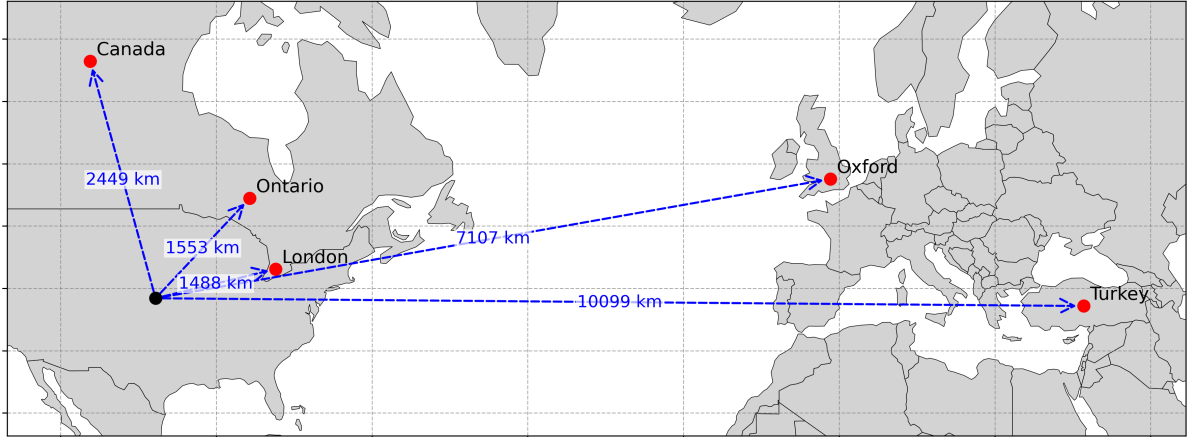 Canada
Oxford
2449 km
Ontario
7107 km
1553 km
London
1488 km
Turkey
10099 km